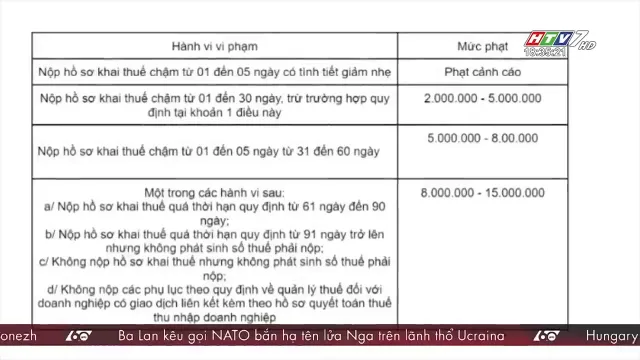 Hành vi vi phạm
Mức phạt
HTV7 HD
18:35:21
Nộp hồ sơ khai thuế chậm từ 01 đến 05 ngày có tình tiết giảm nhẹ
Phạt cảnh cáo
Nộp hồ sơ khai thuế chậm từ 01 đến 30 ngày, trừ trường hợp quy
định tại khoản 1 điều này
2.000.000 - 5.000.000
Nộp hồ sơ khai thuế chậm từ 01 đến 05 ngày từ 31 đến 60 ngày
5.000.000 - 8.00.000
Một trong các hành vi sau:
a/ Nộp hồ sơ khai thuế quá thời hạn quy định từ 61 ngày đến 90
ngày;
b/ Nộp hồ sơ khai thuế quá thời hạn quy định từ 91 ngày trở lên
nhưng không phát sinh số thuế phải nộp;
c/ Không nộp hồ sơ khai thuế nhưng không phát sinh số thuế phải
nộp;
d/ Không nộp các phụ lục theo quy định về quản lý thuế đối với
doanh nghiệp có giao dịch liên kết kèm theo hồ sơ quyết toán thuế
thu nhập doanh nghiệp
8.000.000 - 15.000.000
onezh 60 Ba Lan kêu gọi NATO bắn hạ tên lửa Nga trên lãnh thổ Ucraina 60 Hungary